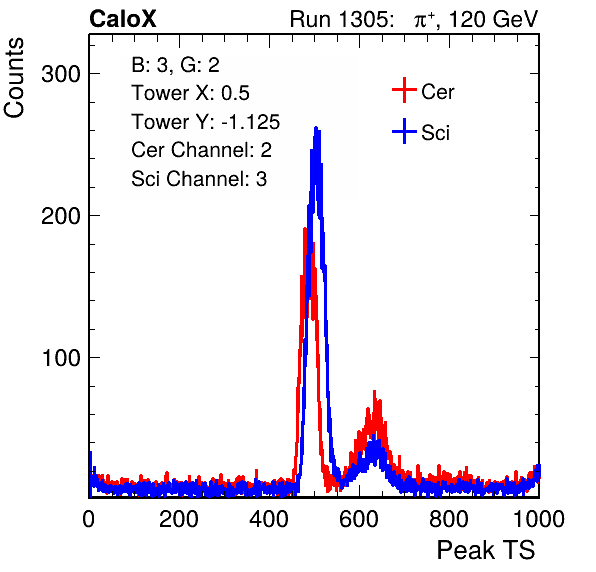 CaloX Run 1305: π+, 120 GeV
Counts
B: 3, G: 2
Tower X: 0.5
Tower Y: -1.125
Cer Channel: 2
Sci Channel: 3
Cer
Sci
300
200
100
0 200 400 600 800 1000
Peak TS